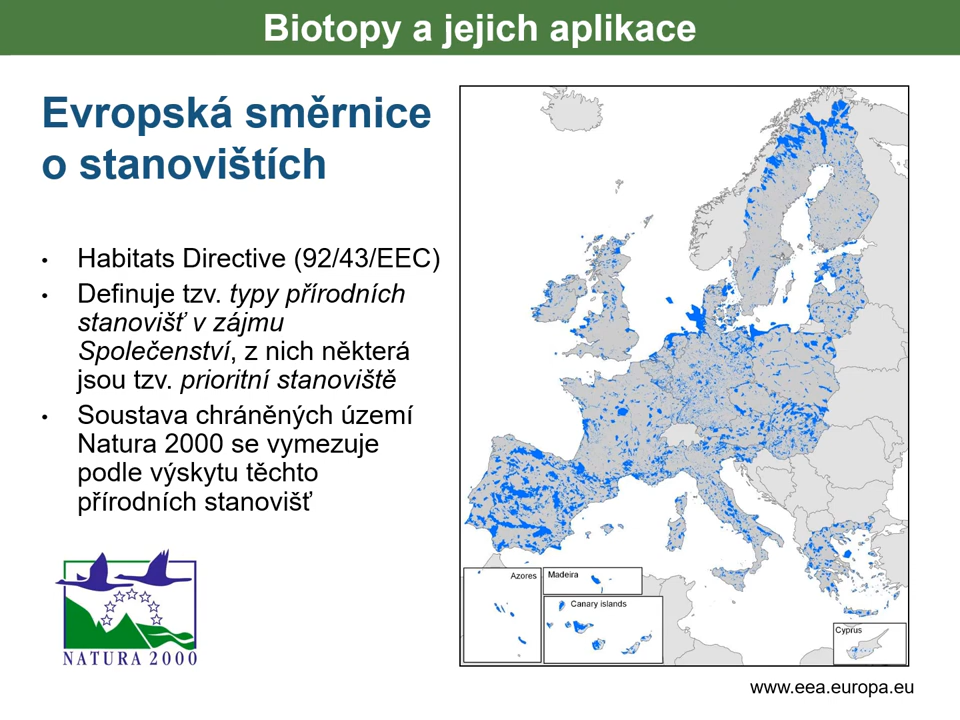 Biotopy a jejich aplikace
Evropská směrnice
o stanovištích
• Habitats Directive (92/43/EEC)
• Definuje tzv. typy přírodních
stanovišť v zájmu
Společenství, z nich některá
jsou tzv. prioritní stanoviště
• Soustava chráněných území
Natura 2000 se vymezuje
podle výskytu těchto
přírodních stanovišť
NATURA 2000
Azores
Madeira
Canary islands
Cyprus
www.eea.europa.eu